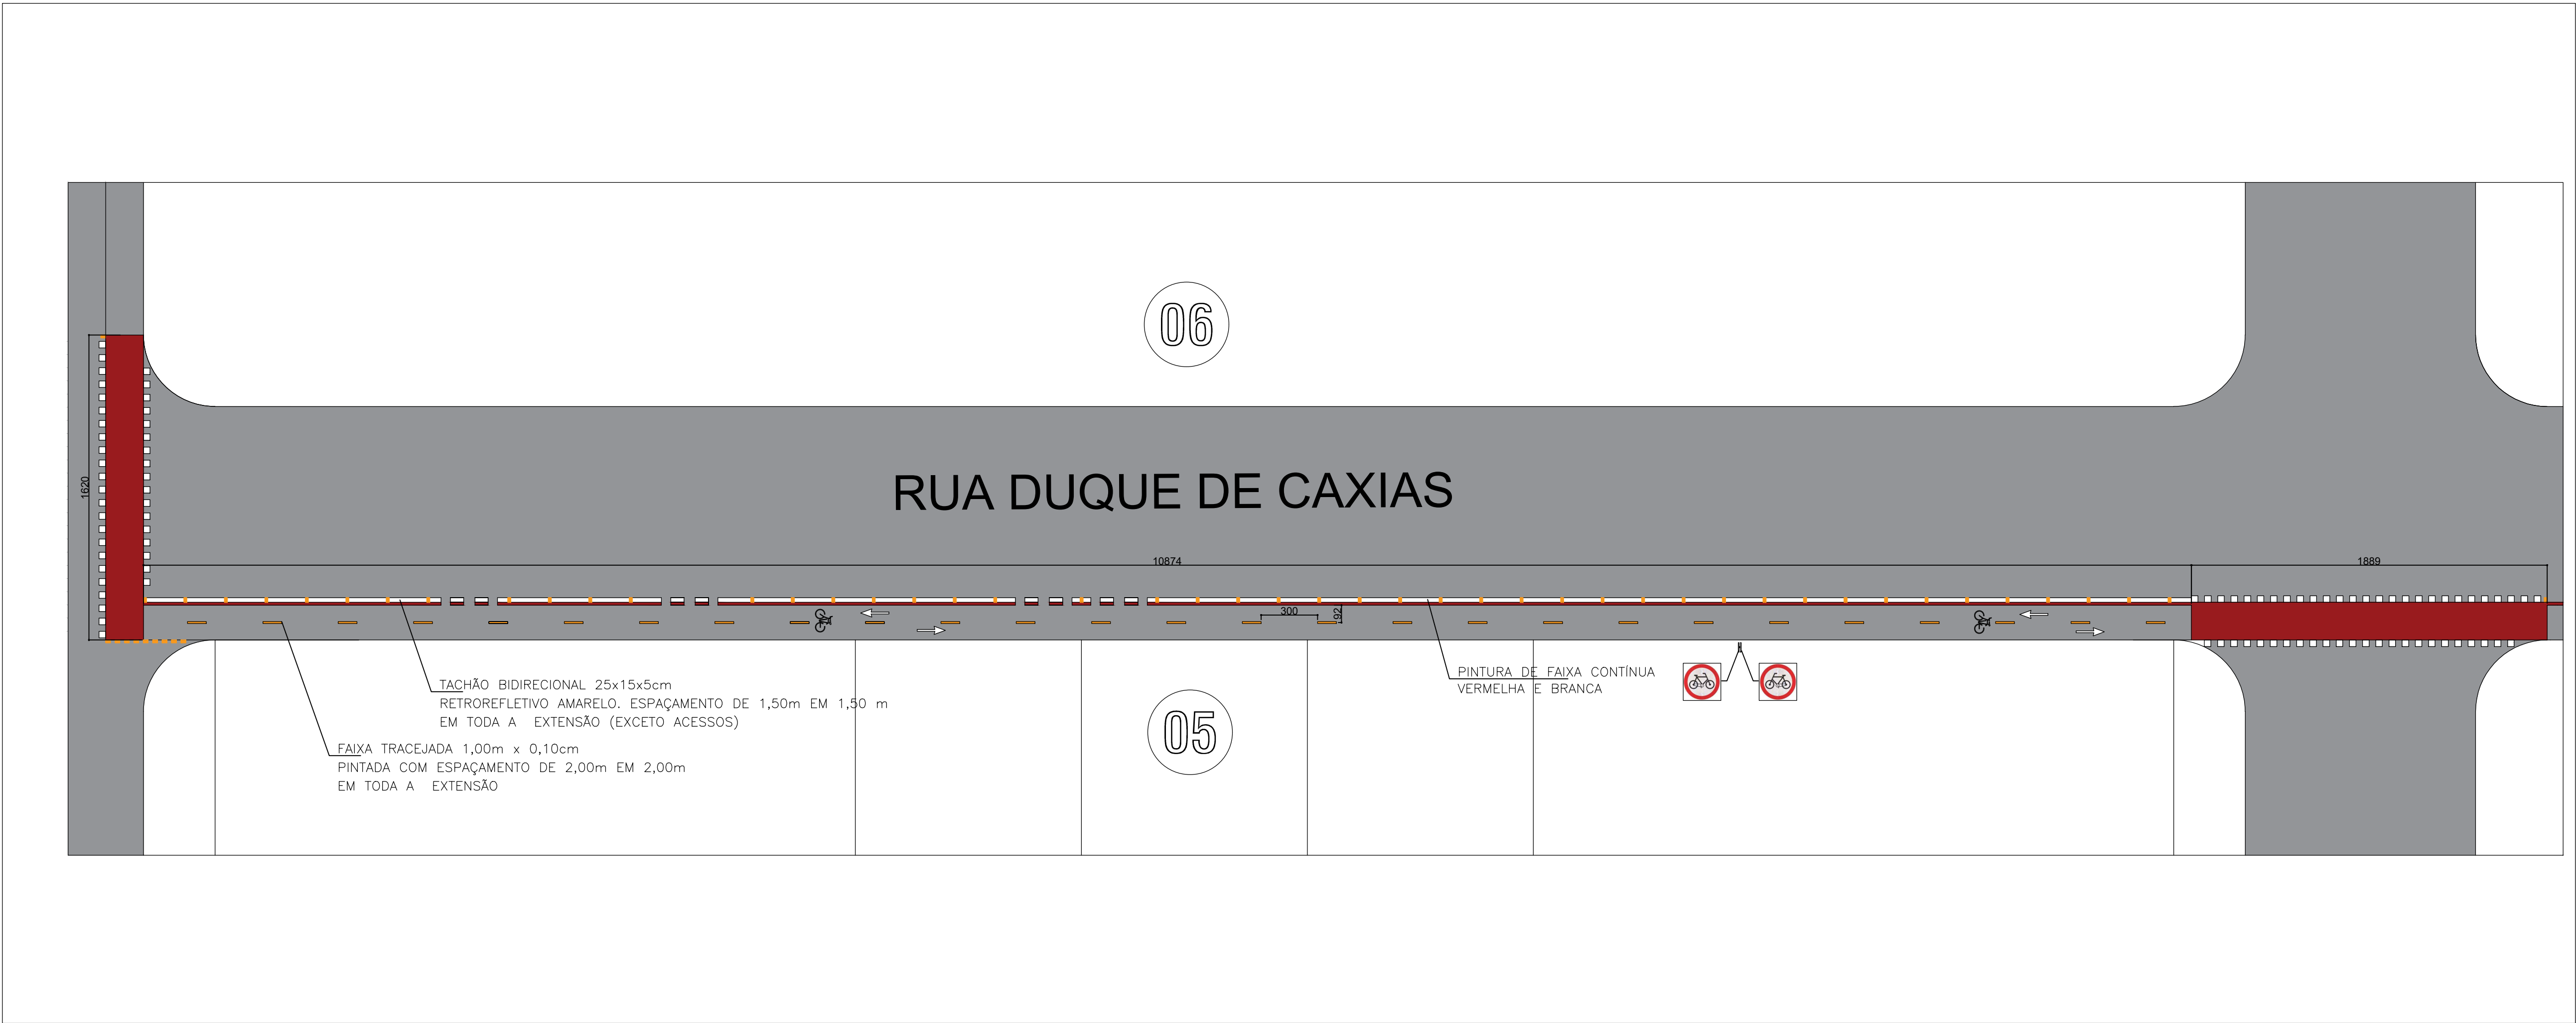 06
1620
RUA DUQUE DE CAXIAS
10874
1889
300
92
TACHÃO BIDIRECIONAL 25x15x5cm
RETROREFLETIVO AMARELO. ESPAÇAMENTO DE 1,50m EM 1,50 m
EM TODA A EXTENSÃO (EXCETO ACESSOS)
PINTURA DE FAIXA CONTÍNUA
VERMELHA E BRANCA
05
FAIXA TRACEJADA 1,00m x 0,10cm
PINTADA COM ESPAÇAMENTO DE 2,00m EM 2,00m
EM TODA A EXTENSÃO